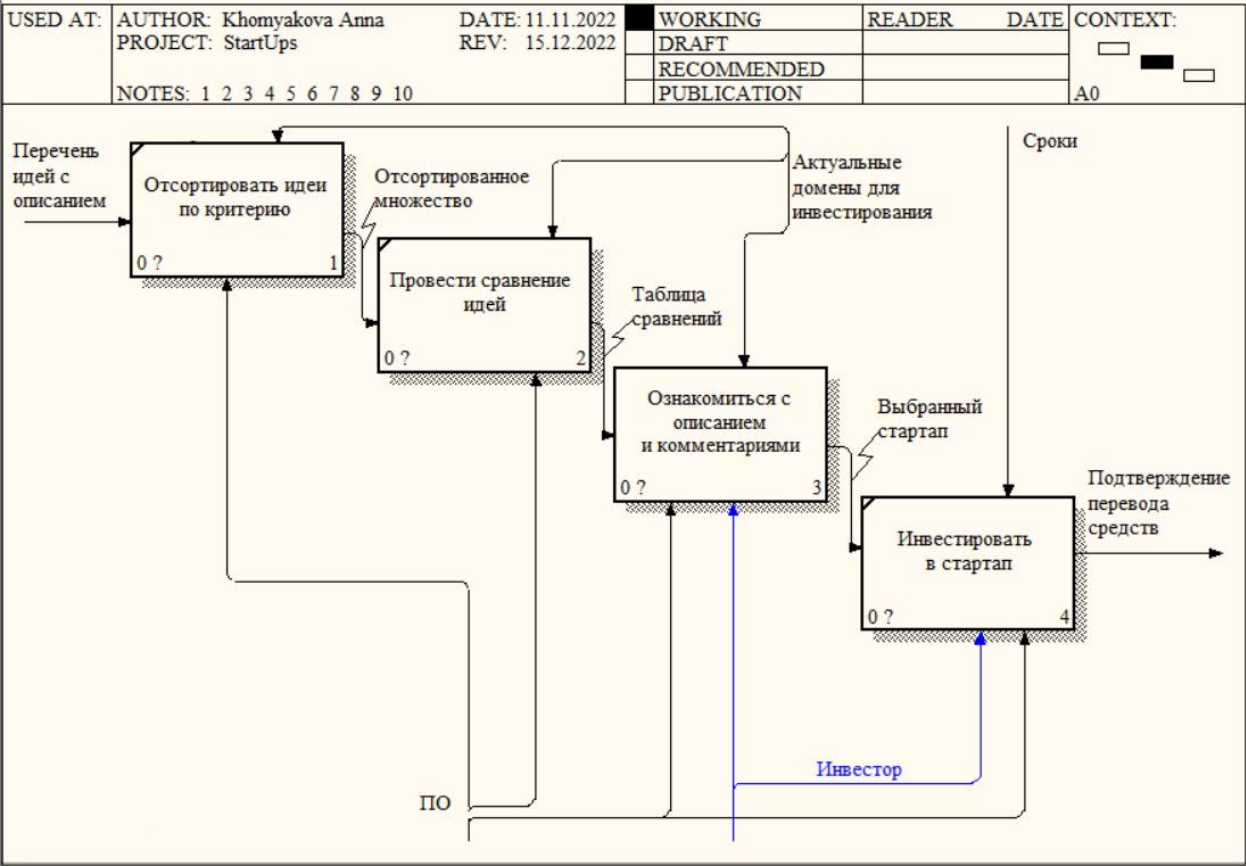 USED AT: AUTHOR: Khomyakova Anna DATE: 11.11.2022 WORKING READER DATE CONTEXT:
PROJECT: StartUps REV: 15.12.2022 DRAFT
RECOMMENDED
NOTES: 1 2 3 4 5 6 7 8 9 10 PUBLICATION A0
Перечень
идей с
описанием
Отсортировать идеи
по критерию
0 ? 1
Отсортированное
множество
Актуальные
домены для
инвестирования
Сроки
Провести сравнение
идей
0 ? 2
Таблица
сравнений
Ознакомиться с
описанием
и комментариями
0 ? 3
Выбранный
стартап
Инвестировать
в стартап
0 ? 4
Подтверждение
перевода
средств
Инвестор
ПО